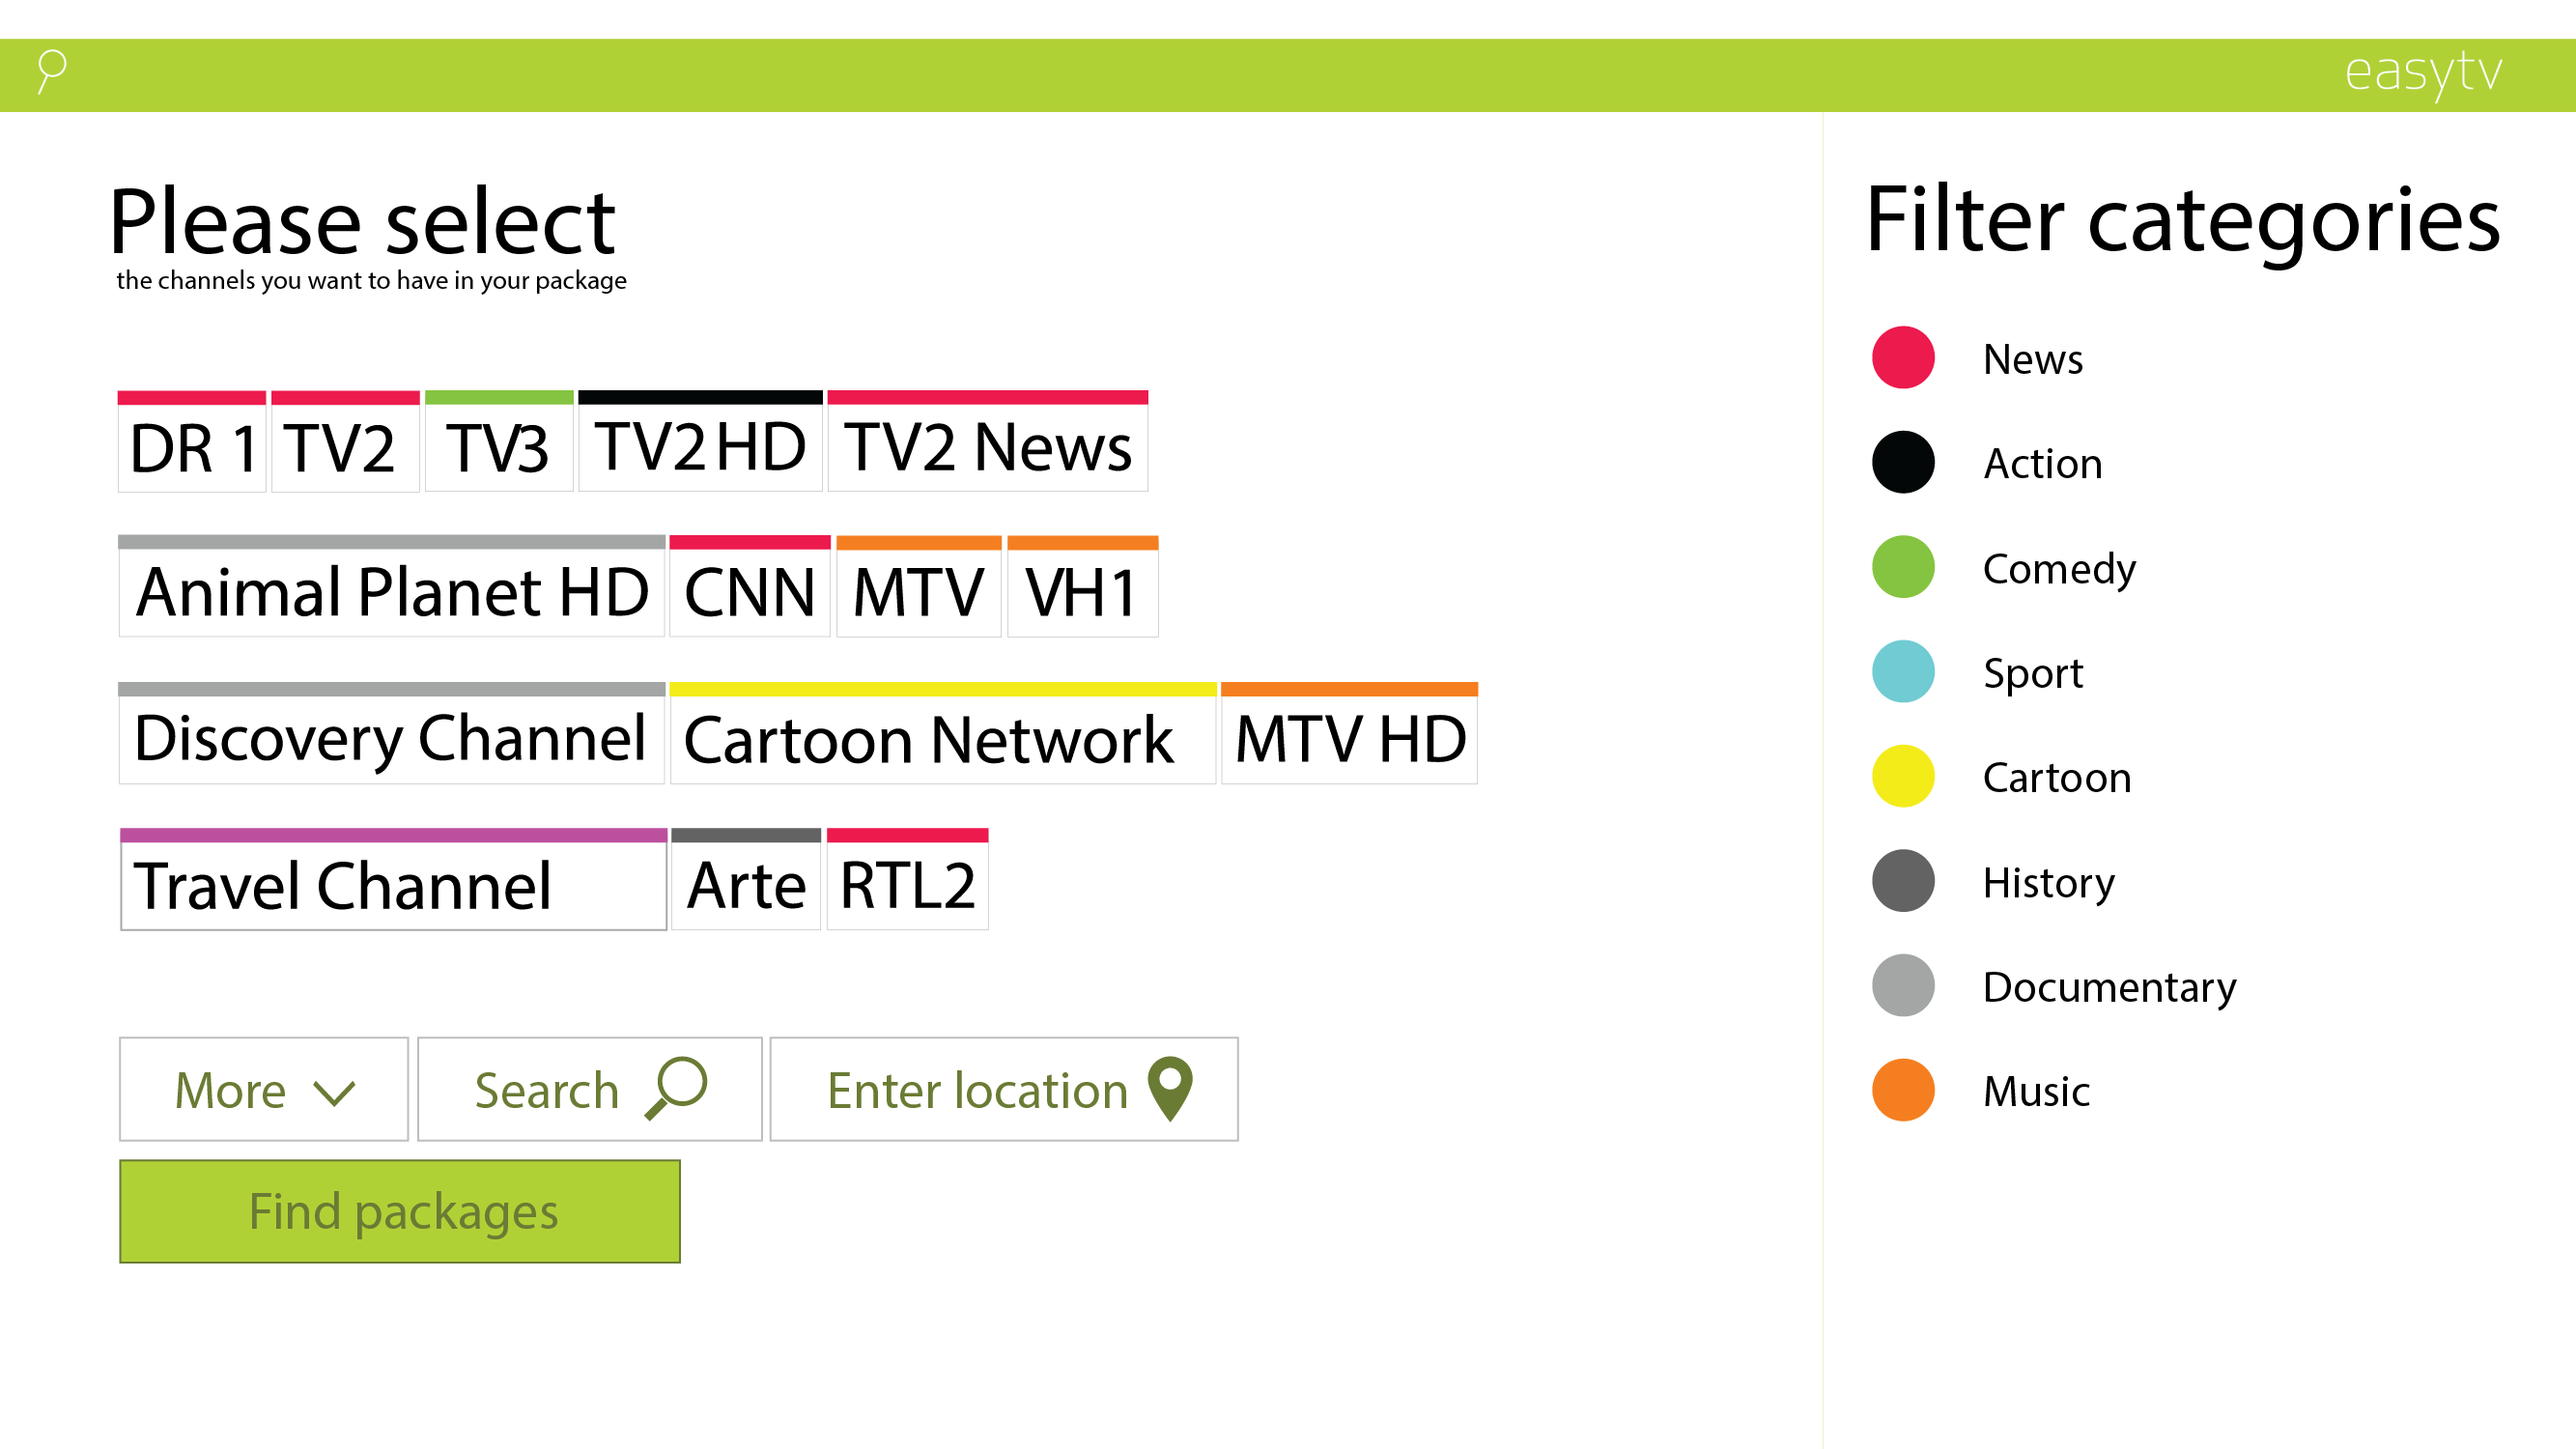 easytv
Please select
the channels you want to have in your package
DR 1 TV2 TV3 TV2 HD TV2 News
Animal Planet HD CNN MTV VH1
Discovery Channel Cartoon Network MTV HD
Travel Channel Arte RTL2
More Search Enter location
Find packages
Filter categories
News
Action
Comedy
Sport
Cartoon
History
Documentary
Music